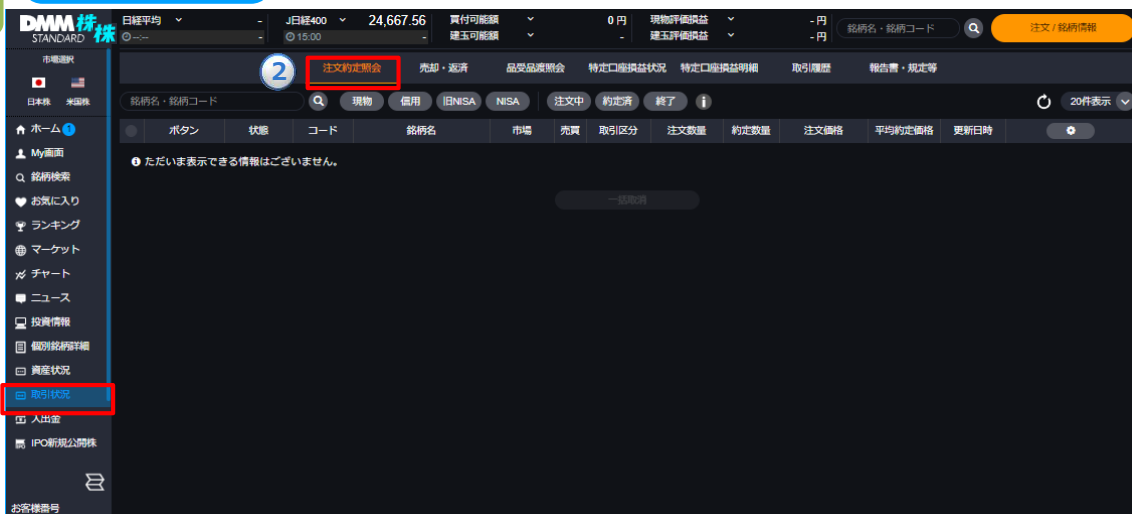 DMM株 日経平均 - J日経400 24,667.56 買付可能額 0 円 現物評価損益 - 円 銘柄名・銘柄コード 注文 / 銘柄情報
STANDARD 株 --:-- - 15:00 - 建玉可能額 - 建玉評価損益 - 円
市場選択
2 注文約定照会 売却・返済 品受品渡照会 特定口座損益状況 特定口座損益明細 取引履歴 報告書・規定等
日本株 米国株
銘柄名・銘柄コード 現物 信用 旧NISA NISA 注文中 約定済 終了 i 20件表示
ホーム 1
ボタン 状態 コード 銘柄名 市場 売買 取引区分 注文数量 約定数量 注文価格 平均約定価格 更新日時
My画面
ただいま表示できる情報はございません。
銘柄検索
お気に入り
一括取消
ランキング
マーケット
チャート
ニュース
投資情報
個別銘柄詳細
資産状況
取引状況
入出金
IPO新規公開株
お客様番号